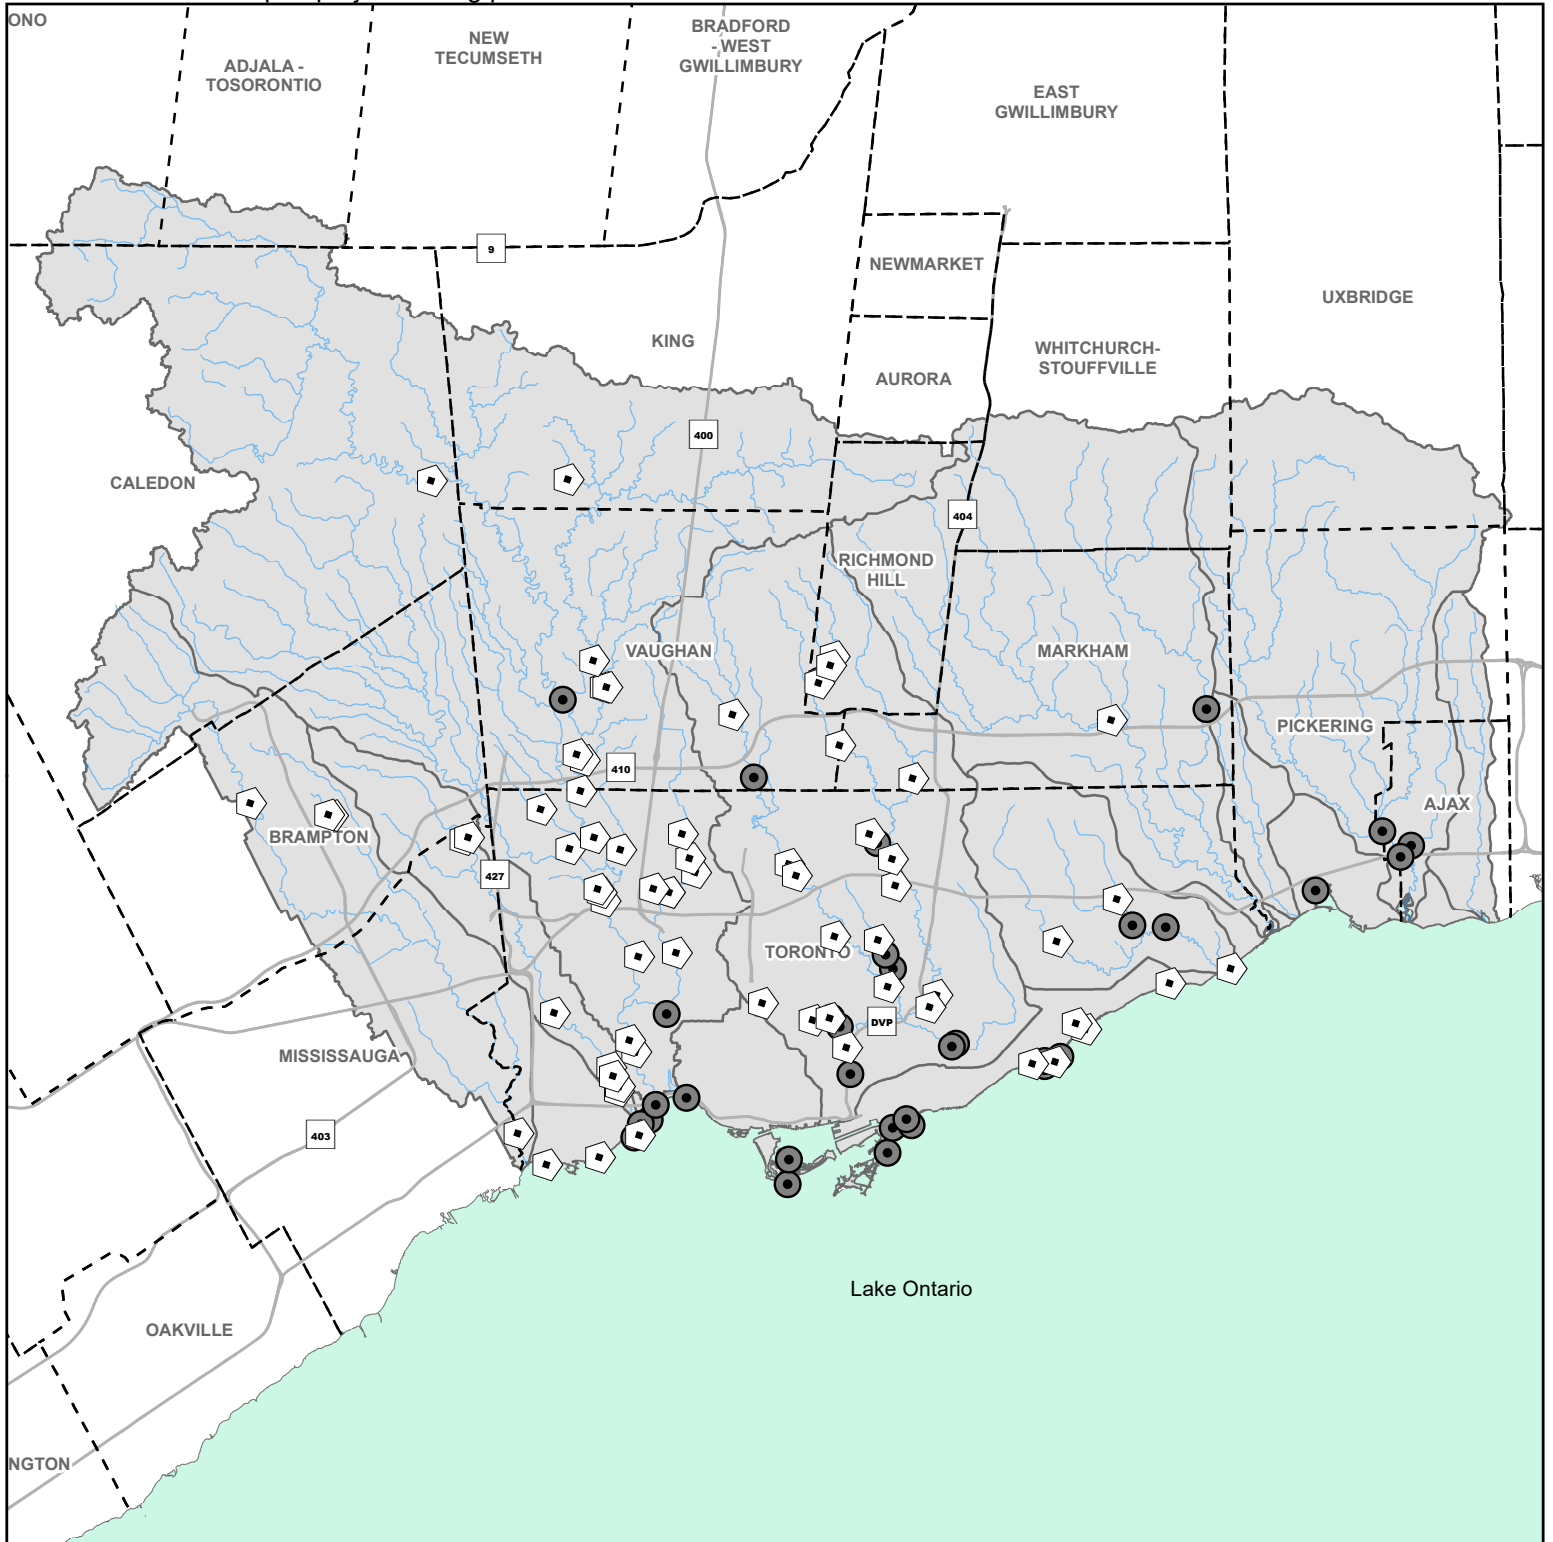 ONO
NEW
TECUMSETH
BRADFORD
- WEST
GWILLIMBURY
ADJALA -
TOSORONTIO
EAST
GWILLIMBURY
9
NEWMARKET
UXBRIDGE
KING
WHITCHURCH-
STOUFFVILLE
AURORA
400
CALEDON
404
RICHMOND
HILL
VAUGHAN
MARKHAM
PICKERING
410
AJAX
BRAMPTON
427
TORONTO
DVP
MISSISSAUGA
403
Lake Ontario
OAKVILLE
NGTON